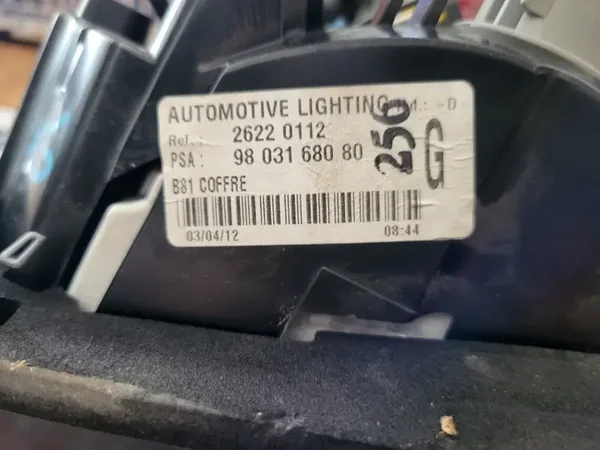 AUTOMOTIVE LIGHTING
Ref.: 2622 0112
PSA: 98 031 680 80
256
G
B81 COFFRE
03/04/12 08:44